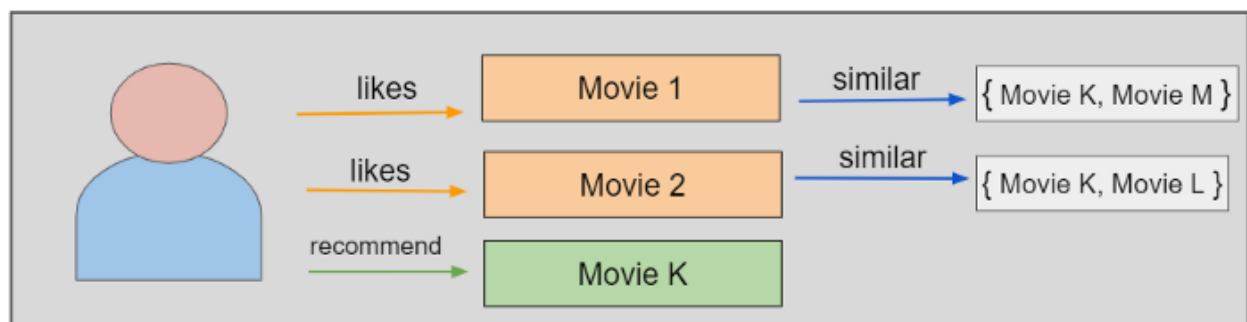 likes
Movie 1
similar
{ Movie K, Movie M }
likes
Movie 2
similar
{ Movie K, Movie L }
recommend
Movie K